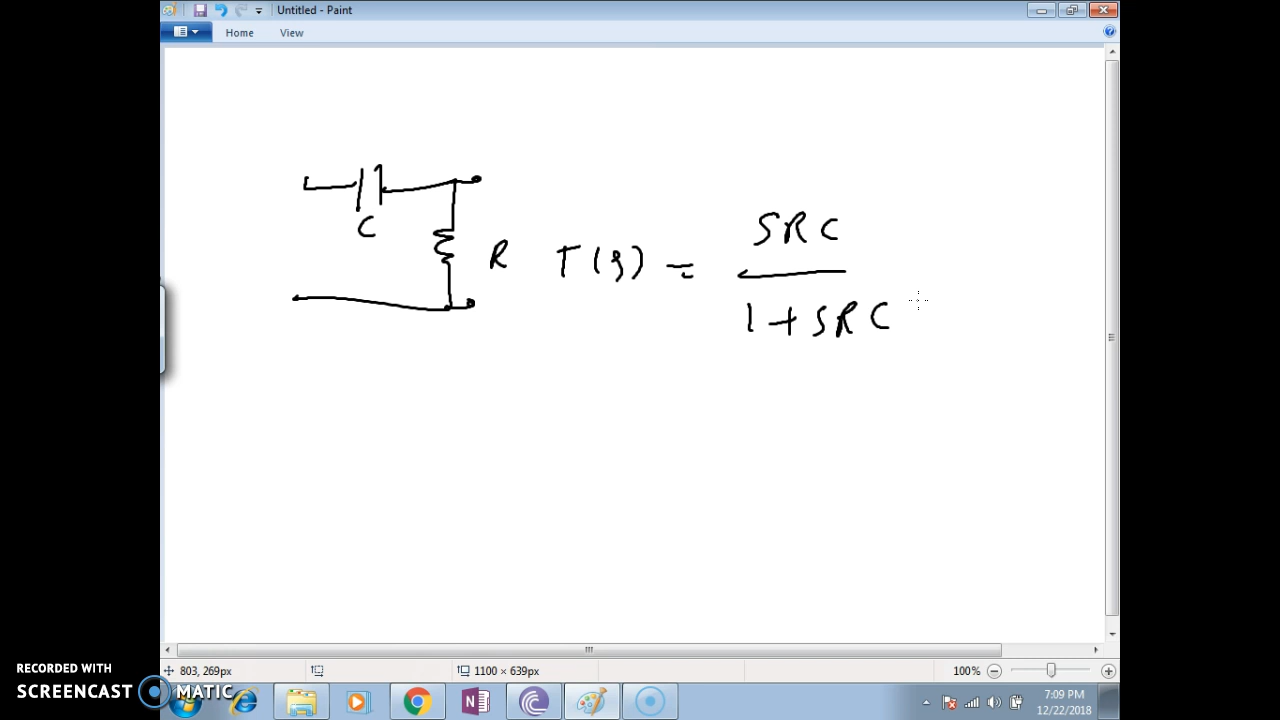 Untitled - Paint
Home View
C
R
T(s) = SRC
1+SRC
803, 269px
1100 × 639px
100%
RECORDED WITH
SCREENCAST MATIC
7:09 PM
12/22/2018